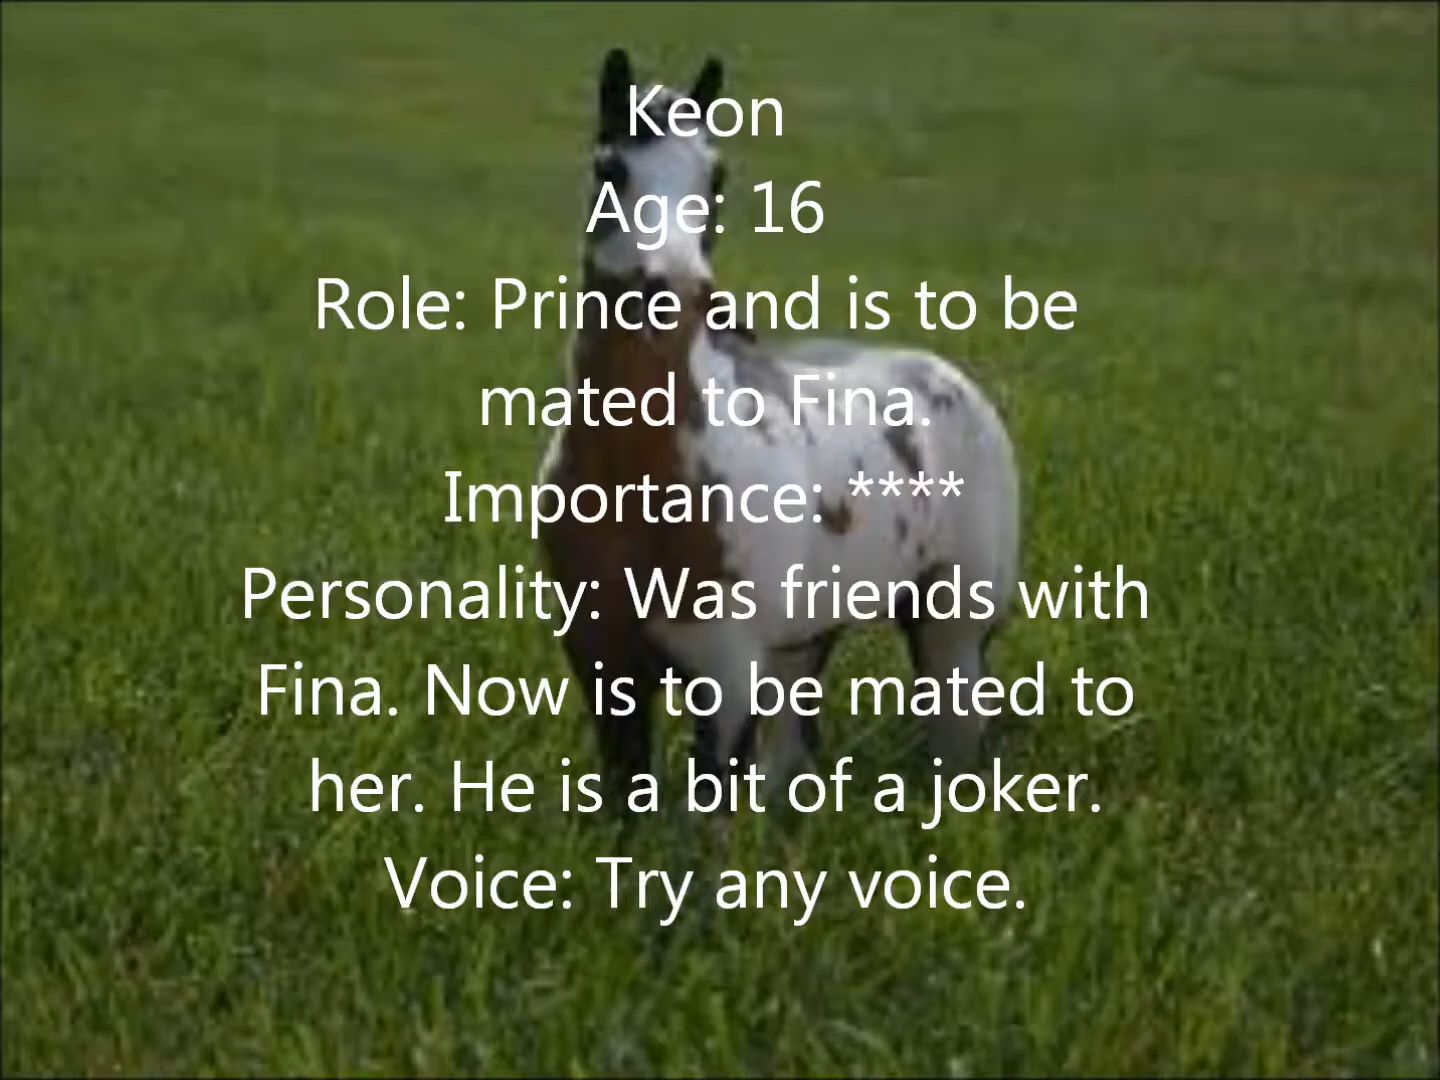 Keon
Age: 16
Role: Prince and is to be
mated to Fina.
Importance: ****
Personality: Was friends with
Fina. Now is to be mated to
her. He is a bit of a joker.
Voice: Try any voice.